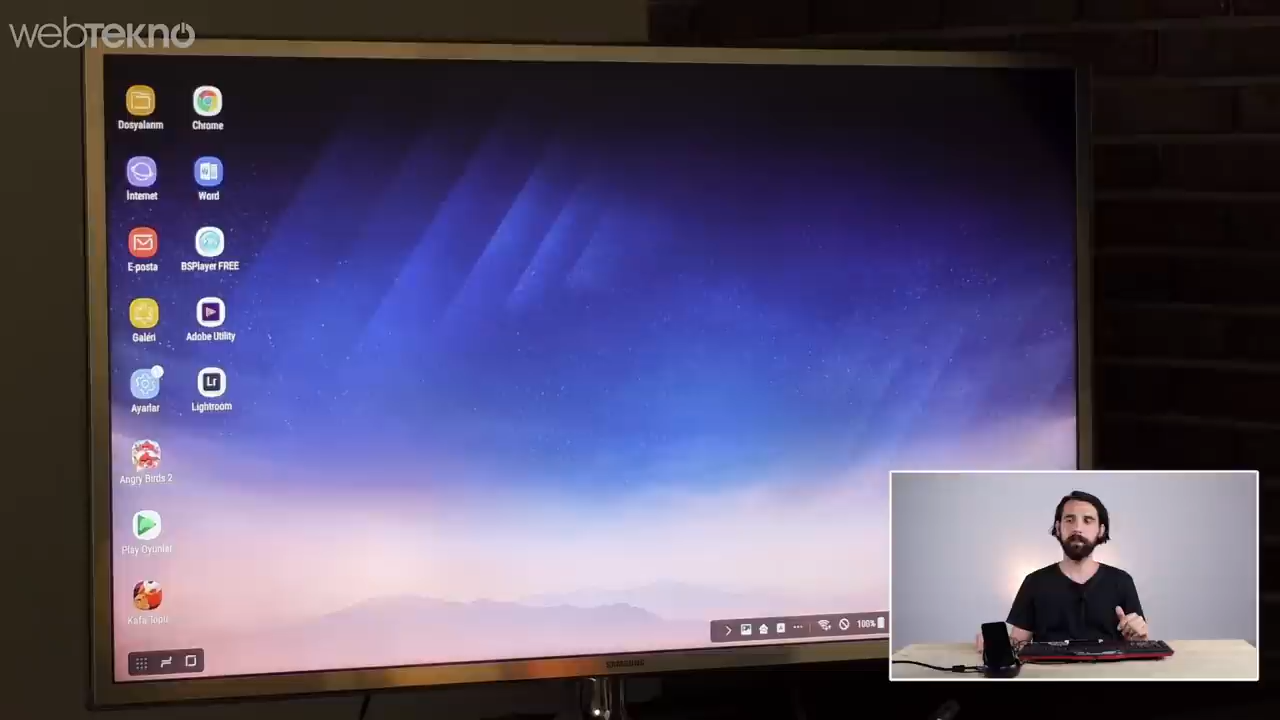 webTEKNO
Dosyalarım
Chrome
İnternet
Word
E-posta
BSPlayer FREE
Galeri
Adobe Utility
Ayarlar
Lr
Lightroom
Angry Birds 2
Play Oyunlar
Kafa Topu
100%
SAMSUNG